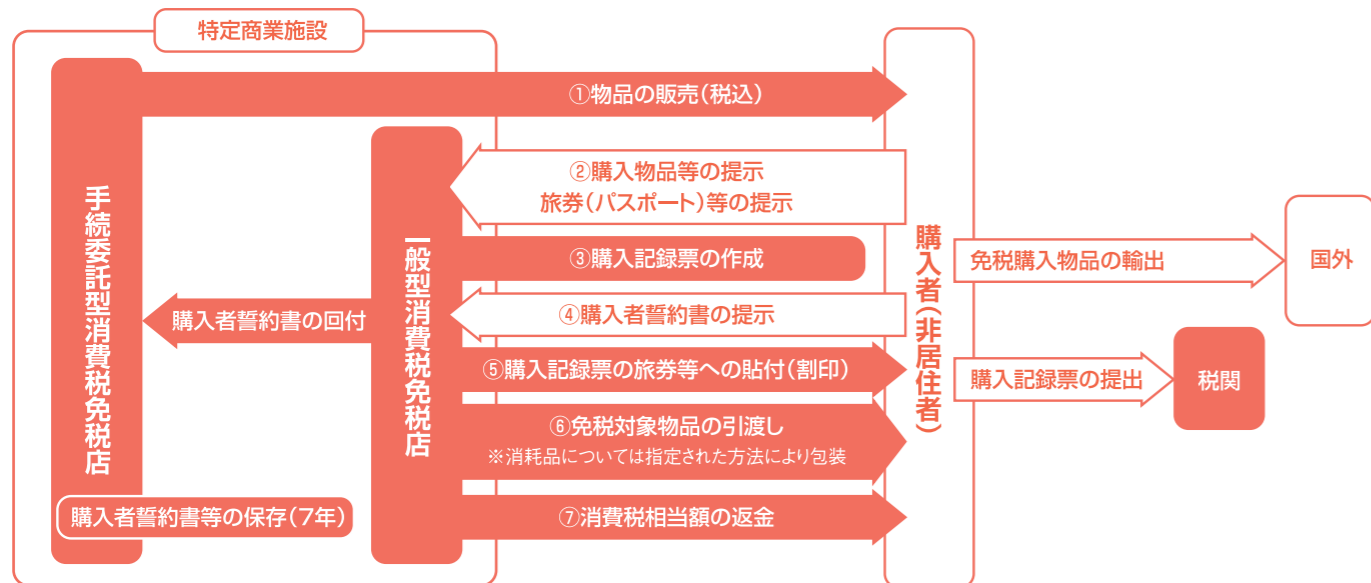 特定商業施設
①物品の販売(税込)
手続委託型消費税免税店
一般型消費税免税店
②購入物品等の提示
旅券(パスポート)等の提示
③購入記録票の作成
購入者誓約書の回付
④購入者誓約書の提示
⑤購入記録票の旅券等への貼付(割印)
⑥免税対象物品の引渡し
※消耗品については指定された方法により包装
購入者誓約書等の保存(7年)
⑦消費税相当額の返金
購入者(非居住者)
免税購入物品の輸出
国外
購入記録票の提出
税関